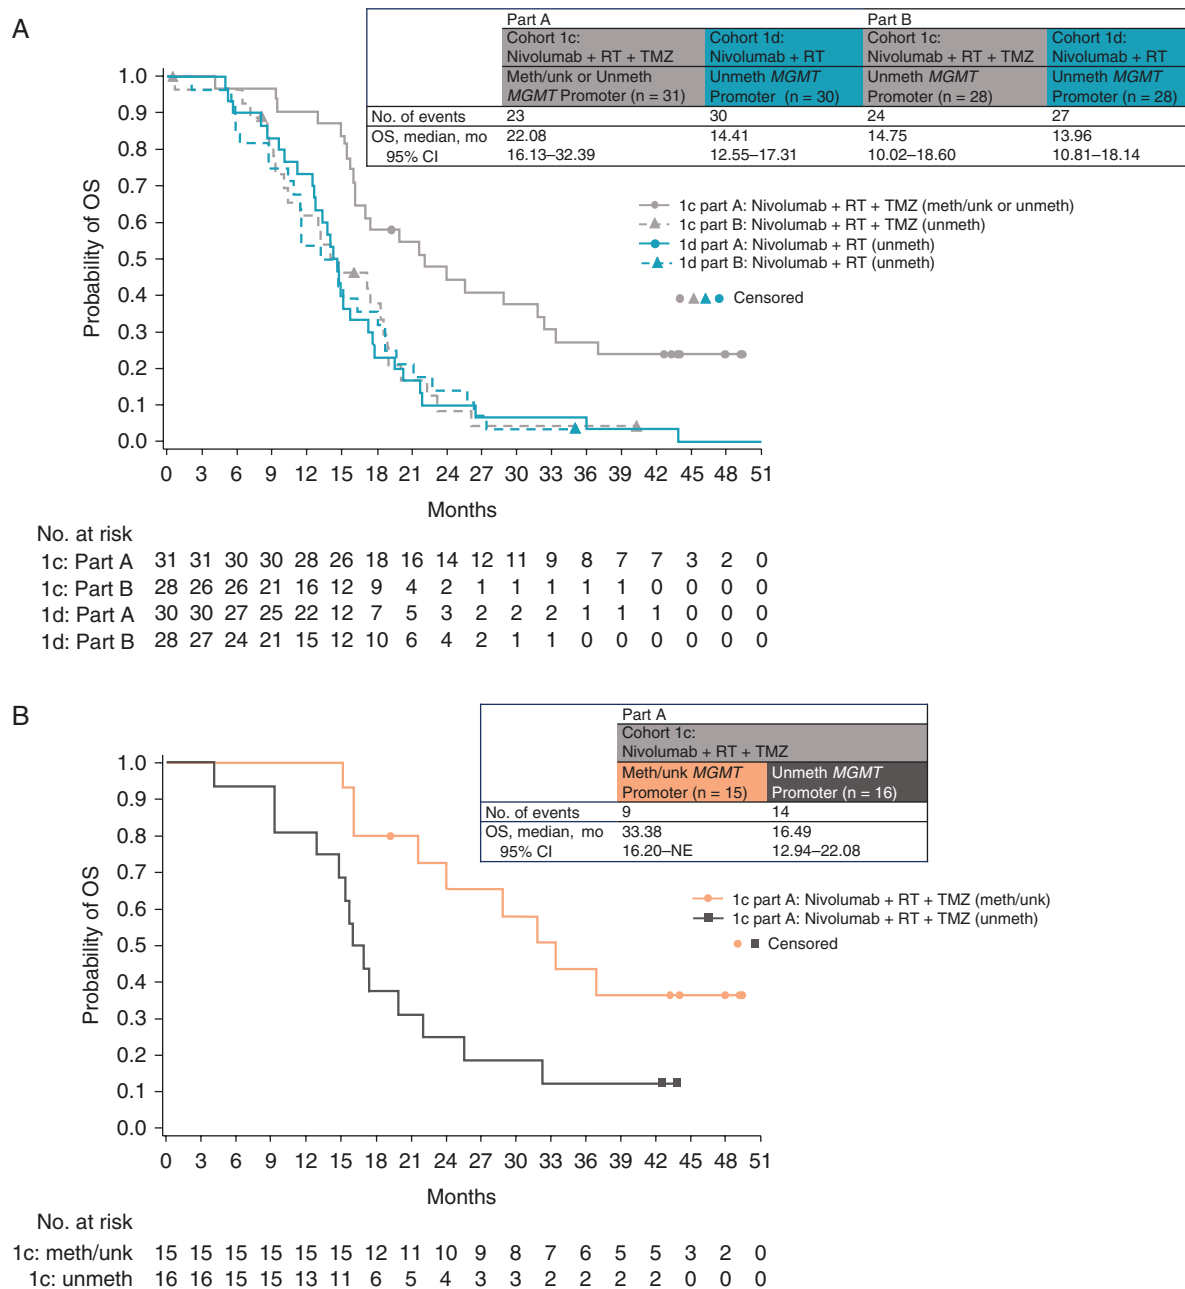 A
Part A Part B
Cohort 1c: Cohort 1d: Cohort 1c: Cohort 1d:
Nivolumab + RT + TMZ Nivolumab + RT Nivolumab + RT + TMZ Nivolumab + RT
Meth/unk or Unmeth Unmeth MGMT Unmeth MGMT Unmeth MGMT
MGMT Promoter (n = 31) Promoter (n = 30) Promoter (n = 28) Promoter (n = 28)
No. of events 23 30 24 27
OS, median, mo 22.08 14.41 14.75 13.96
95% CI 16.13–32.39 12.55–17.31 10.02–18.60 10.81–18.14
1c part A: Nivolumab + RT + TMZ (meth/unk or unmeth)
1c part B: Nivolumab + RT + TMZ (unmeth)
1d part A: Nivolumab + RT (unmeth)
1d part B: Nivolumab + RT (unmeth)
Censored
Probability of OS
1.0
0.9
0.8
0.7
0.6
0.5
0.4
0.3
0.2
0.1
0.0
0 3 6 9 12 15 18 21 24 27 30 33 36 39 42 45 48 51
Months
No. at risk
1c: Part A 31 31 30 30 28 26 18 16 14 12 11 9 8 7 7 3 2 0
1c: Part B 28 26 26 21 16 12 9 4 2 1 1 1 1 1 0 0 0 0
1d: Part A 30 30 27 25 22 12 7 5 3 2 2 2 1 1 1 0 0 0
1d: Part B 28 27 24 21 15 12 10 6 4 2 1 1 0 0 0 0 0 0
B
Part A
Cohort 1c:
Nivolumab + RT + TMZ
Meth/unk MGMT Unmeth MGMT
Promoter (n = 15) Promoter (n = 16)
No. of events 9 14
OS, median, mo 33.38 16.49
95% CI 16.20–NE 12.94–22.08
1c part A: Nivolumab + RT + TMZ (meth/unk)
1c part A: Nivolumab + RT + TMZ (unmeth)
Censored
Probability of OS
1.0
0.9
0.8
0.7
0.6
0.5
0.4
0.3
0.2
0.1
0.0
0 3 6 9 12 15 18 21 24 27 30 33 36 39 42 45 48 51
Months
No. at risk
1c: meth/unk 15 15 15 15 15 15 12 11 10 9 8 7 6 5 5 3 2 0
1c: unmeth 16 16 15 15 13 11 6 5 4 3 3 2 2 2 2 0 0 0